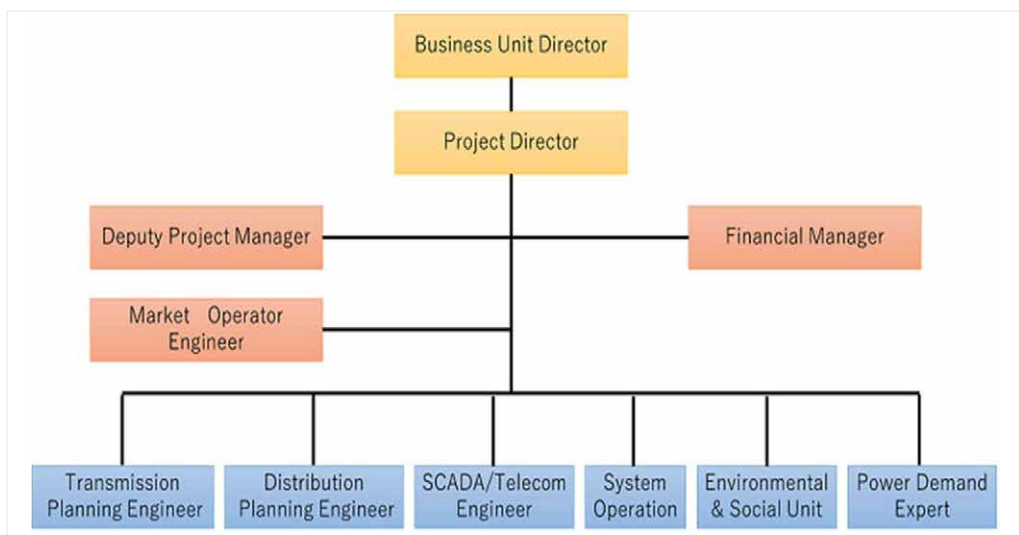 Business Unit Director
Project Director
Deputy Project Manager
Financial Manager
Market Operator
Engineer
Transmission
Planning Engineer
Distribution
Planning Engineer
SCADA/Telecom
Engineer
System
Operation
Environmental
& Social Unit
Power Demand
Expert